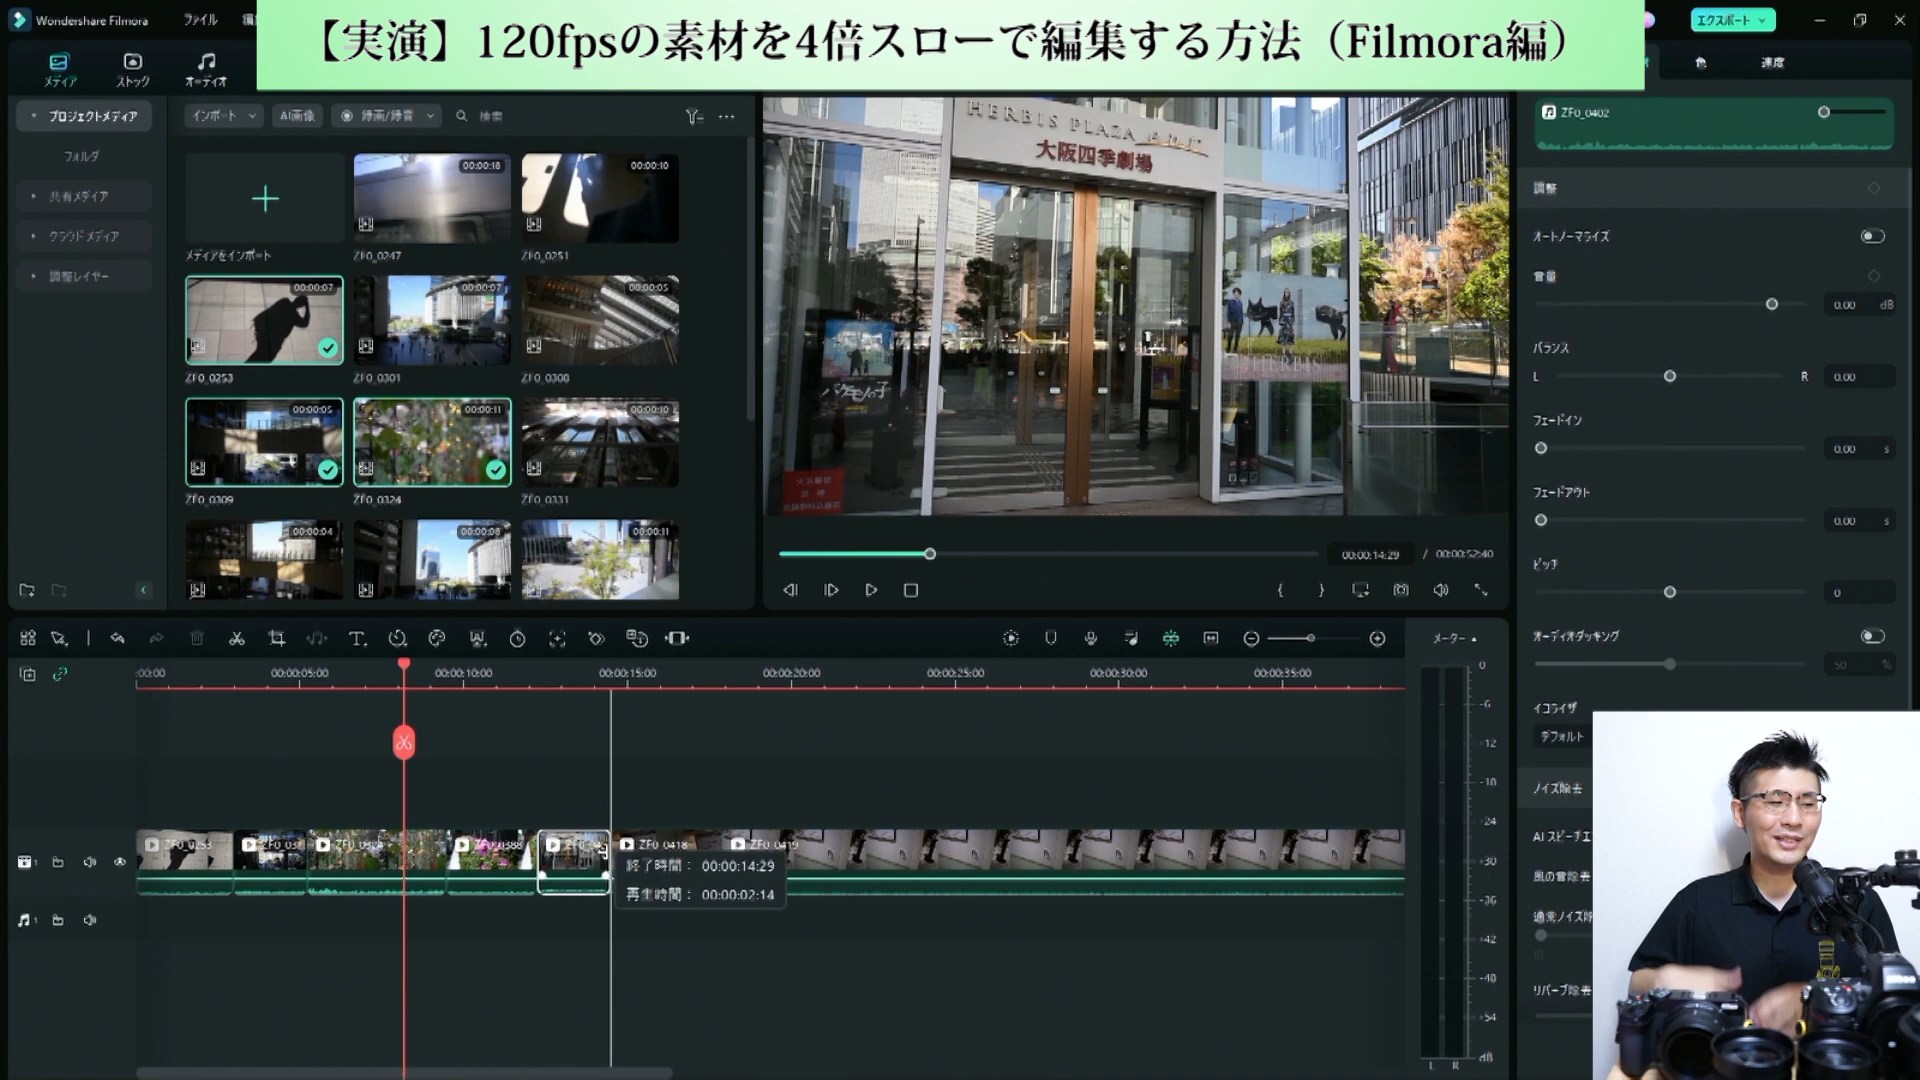 Wondershare Filmora
ファイル
【実演】120fpsの素材を4倍スローで編集する方法（Filmora編）
エクスポート
メディア
ストック
オーディオ
色
速度
プロジェクトメディア
フォルダ
共有メディア
クラウドメディア
調整レイヤー
インポート
AI画像
録画/録音
検索
メディアをインポート
00:00:18
ZFO_0247
00:00:10
ZFO_0251
00:00:07
ZFO_0253
00:00:07
ZFO_0301
00:00:05
ZFO_0308
00:00:05
ZFO_0309
00:00:11
ZFO_0324
00:00:10
ZFO_0331
00:00:04
00:00:08
00:00:11
HERBIS PLAZA ENT
大阪四季劇場
バケモノの子
HERBIS
00:00:14:29 / 00:00:52:40
ZFO_0402
調整
オートノーマライズ
音量
0.00 dB
バランス
L R 0.00
フェードイン
0.00 s
フェードアウト
0.00 s
ピッチ
0
オーディオダッキング
50 %
イコライザ
デフォルト
ノイズ除去
AI スピーチエ
風の音除去
通常ノイズ除
リバーブ除去
メーター
:00:00
00:00:05:00
00:00:10:00
00:00:15:00
00:00:20:00
00:00:25:00
00:00:30:00
00:00:35:00
ZFO_0253
ZFO_0388
ZFO_0418
ZFO_0419
終了時間： 00:00:14:29
再生時間： 00:00:02:14
0
-6
-12
-18
-24
-30
-36
-42
-48
-54
dB
L R
Nikon